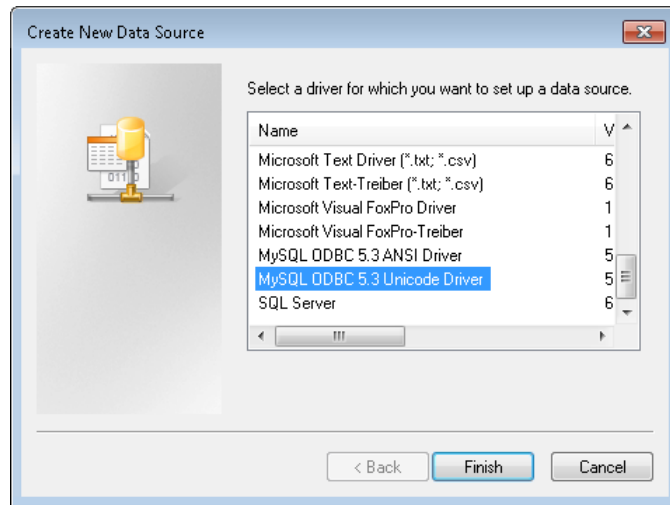 Create New Data Source
Select a driver for which you want to set up a data source.
Name V
Microsoft Text Driver (*.txt; *.csv) 6
Microsoft Text-Treiber (*.txt; *.csv) 6
Microsoft Visual FoxPro Driver 1
Microsoft Visual FoxPro-Treiber 1
MySQL ODBC 5.3 ANSI Driver 5
MySQL ODBC 5.3 Unicode Driver 5
SQL Server 6
< Back Finish Cancel